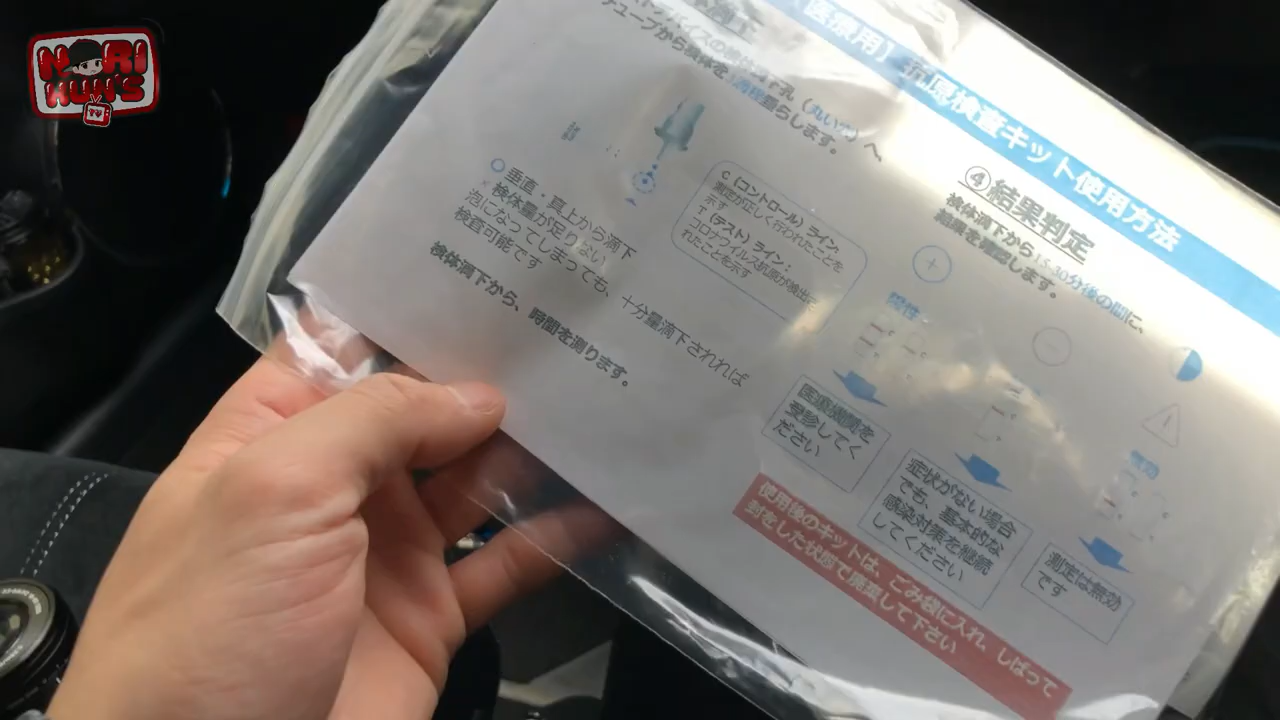 NORI
HUN'S
TV
【医療用】抗原検査キット使用方法
チューブから検体を
孔（丸い穴）へ、
滴らします。
垂直・真上から滴下
検体量が足りない
泡になってしまっても、十分量滴下されれば
検査可能です
検体滴下から、時間を測ります。
C（コントロール）ライン：
測定が正しく行われたことを
示す
T（テスト）ライン：
コロナウイルス抗原が検出さ
れたことを示す
④結果判定
検体滴下から15-30分後の間に、
結果を確認します。
陽性
医療機関を
受診してく
ださい
症状がない場合
でも、基本的な
感染対策を継続
してください
無効
測定は無効
です
使用後のキットは、ごみ袋に入れ、しばって
封をした状態で廃棄して下さい